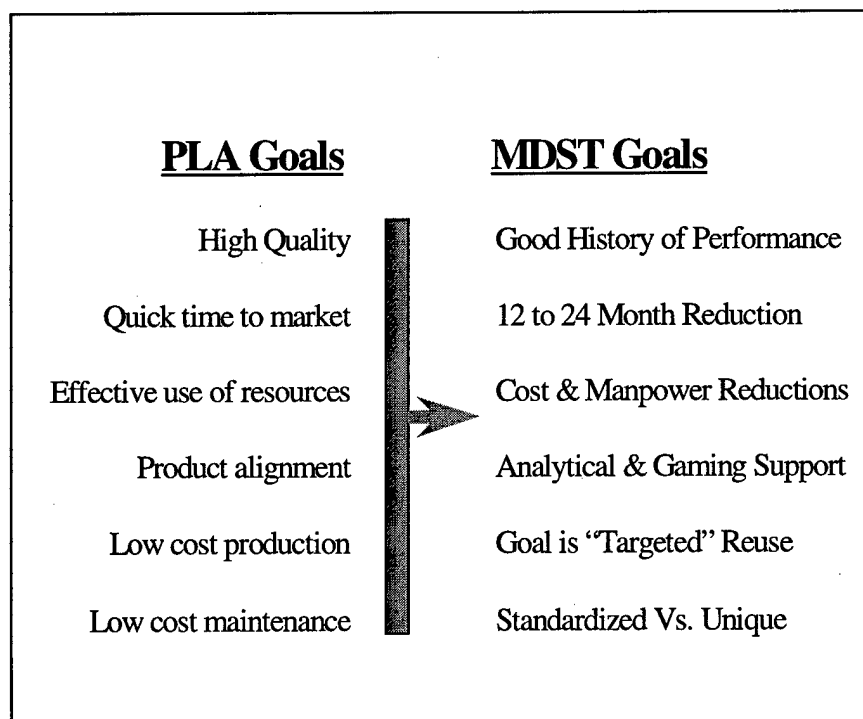 PLA Goals
High Quality
Quick time to market
Effective use of resources
Product alignment
Low cost production
Low cost maintenance
MDST Goals
Good History of Performance
12 to 24 Month Reduction
Cost & Manpower Reductions
Analytical & Gaming Support
Goal is “Targeted” Reuse
Standardized Vs. Unique